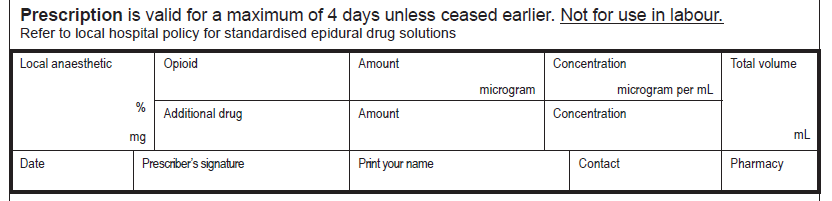 Prescription is valid for a maximum of 4 days unless ceased earlier. Not for use in labour.
Refer to local hospital policy for standardised epidural drug solutions
Local anaesthetic Opioid Amount Concentration Total volume
microgram microgram per mL
%
Additional drug Amount Concentration
mg mL
Date Prescriber's signature Print your name Contact Pharmacy